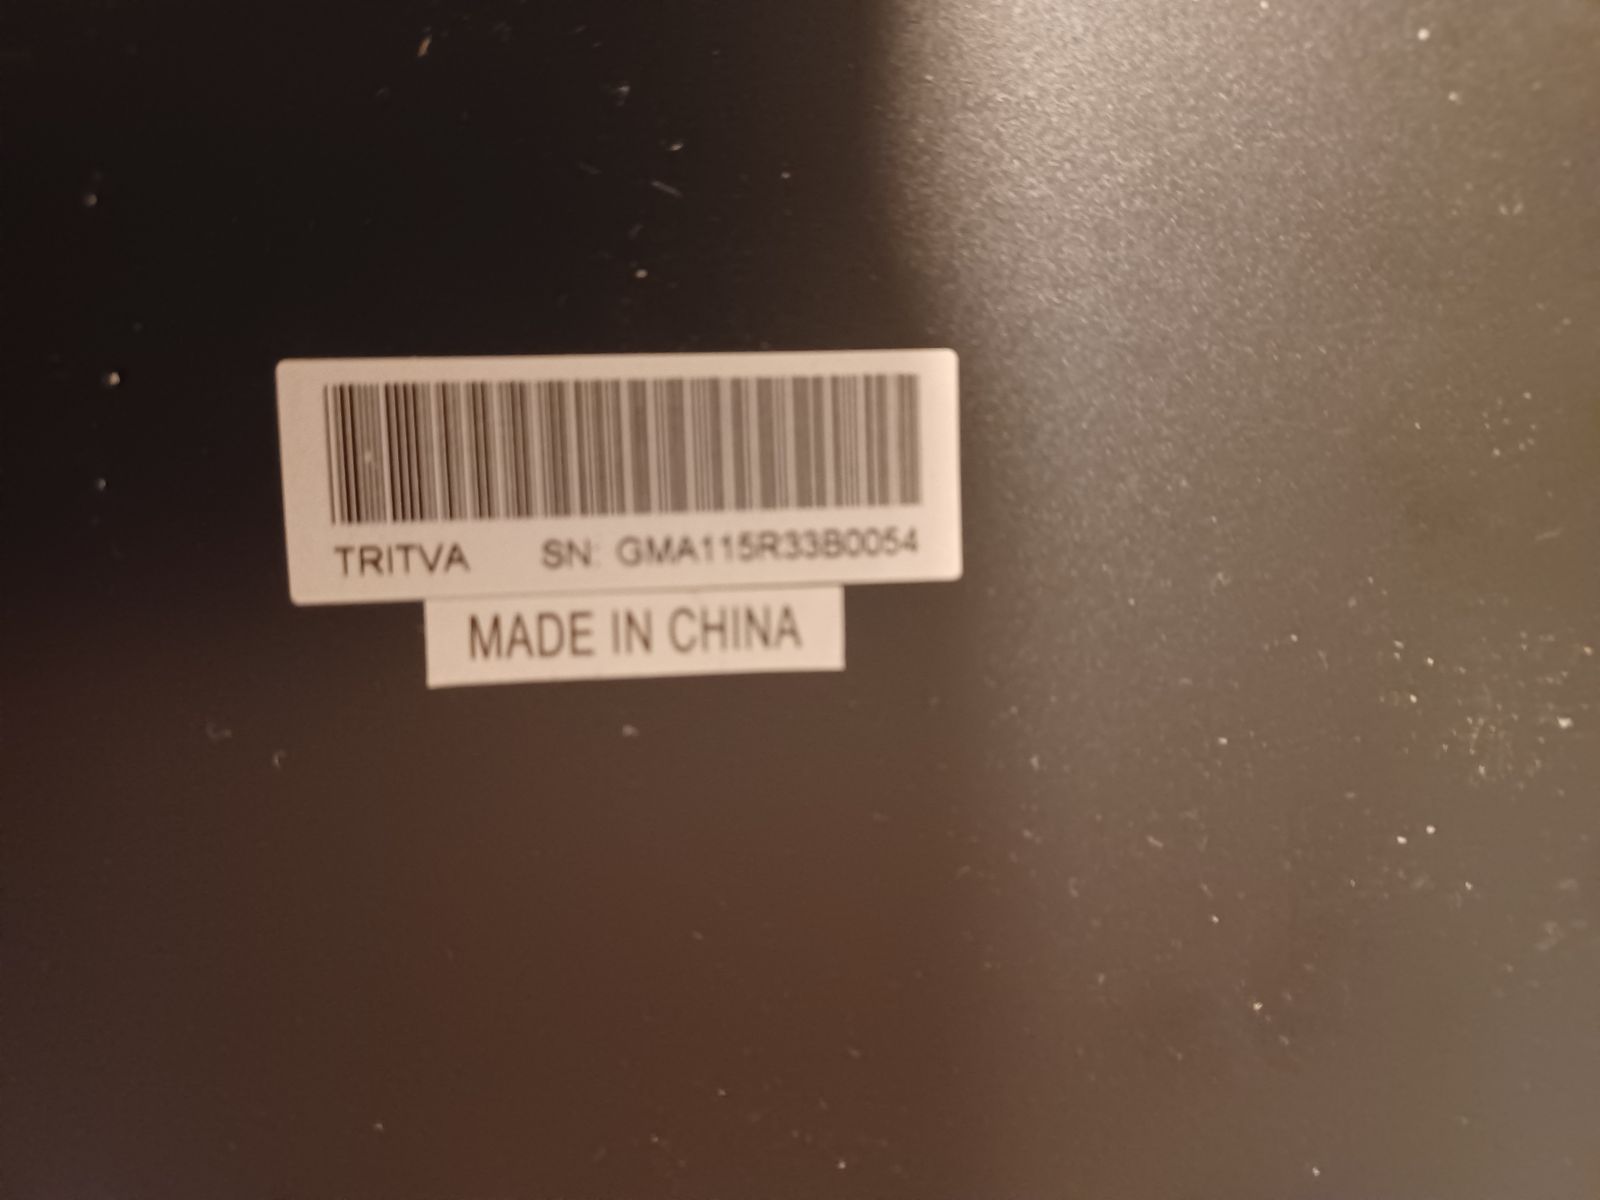 TRITVA SN: GMA115R33B0054
MADE IN CHINA